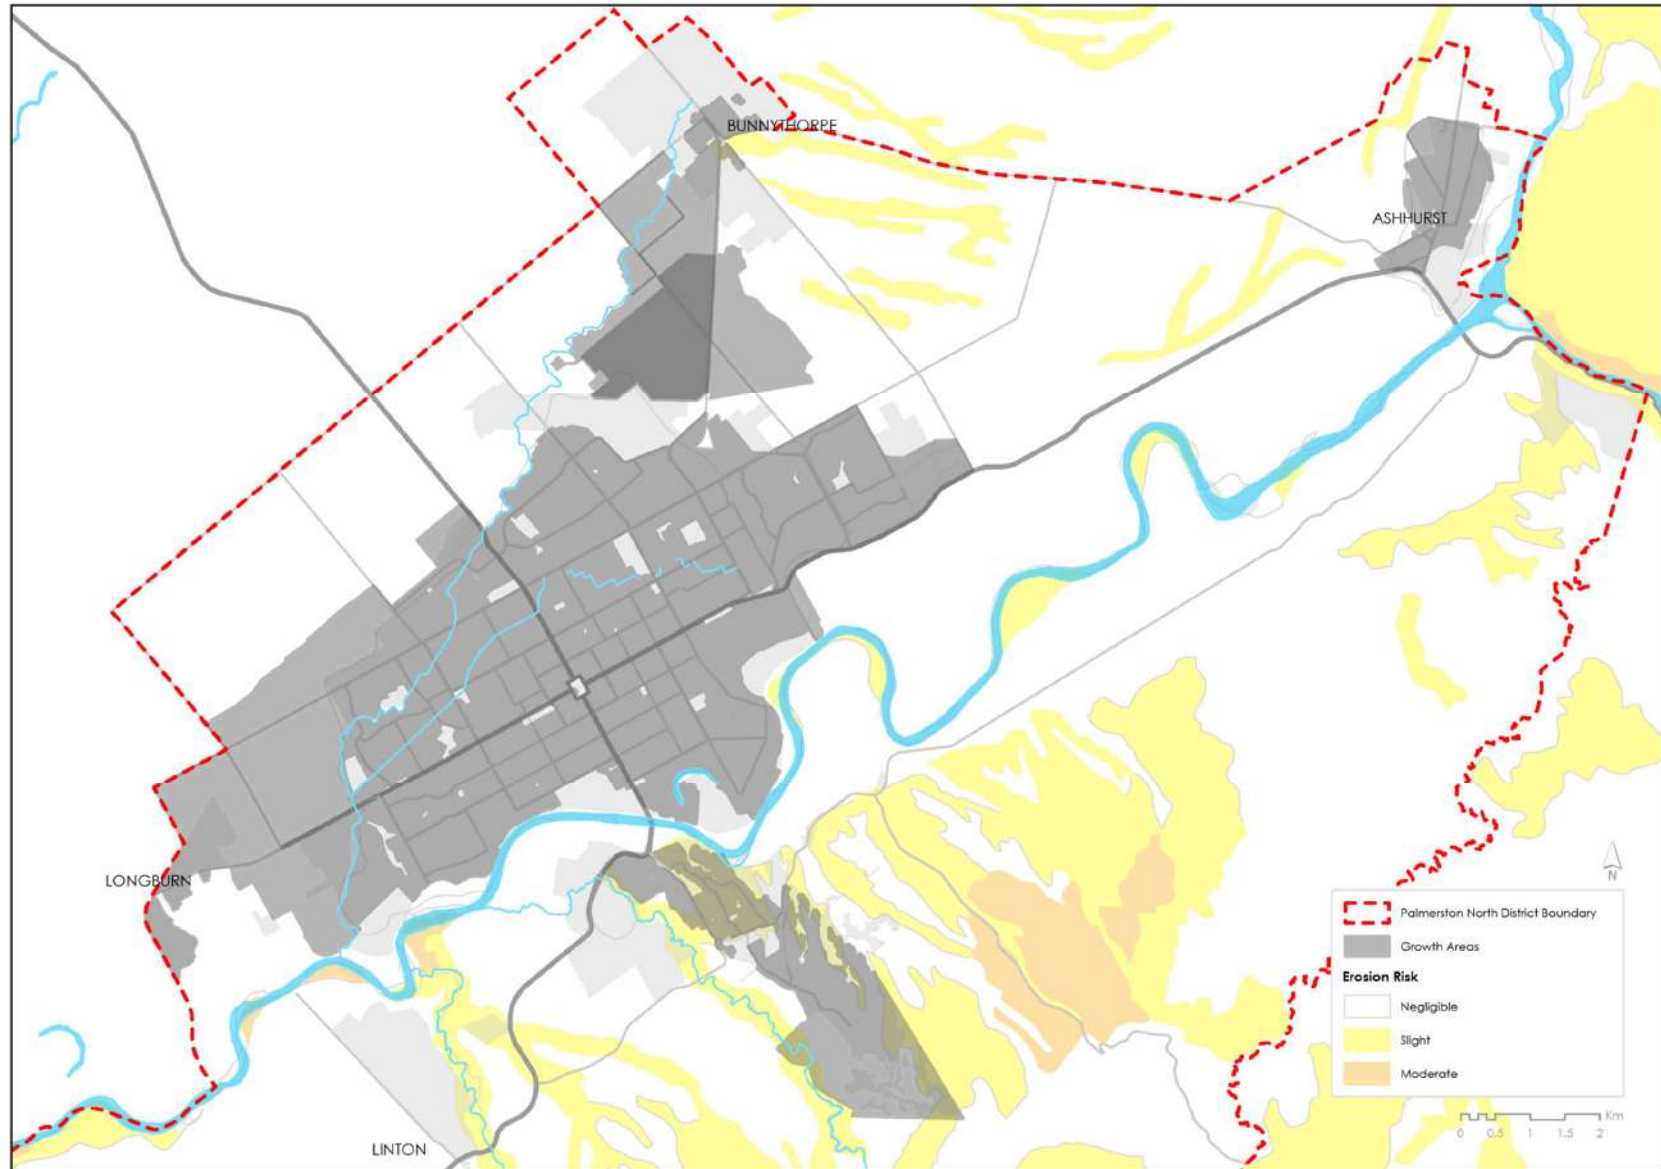 BUNNYTHORPE
ASHHURST
LONGBURN
LINTON
N
Palmerston North District Boundary
Growth Areas
Erosion Risk
Negligible
Slight
Moderate
Km
0 0.5 1 1.5 2